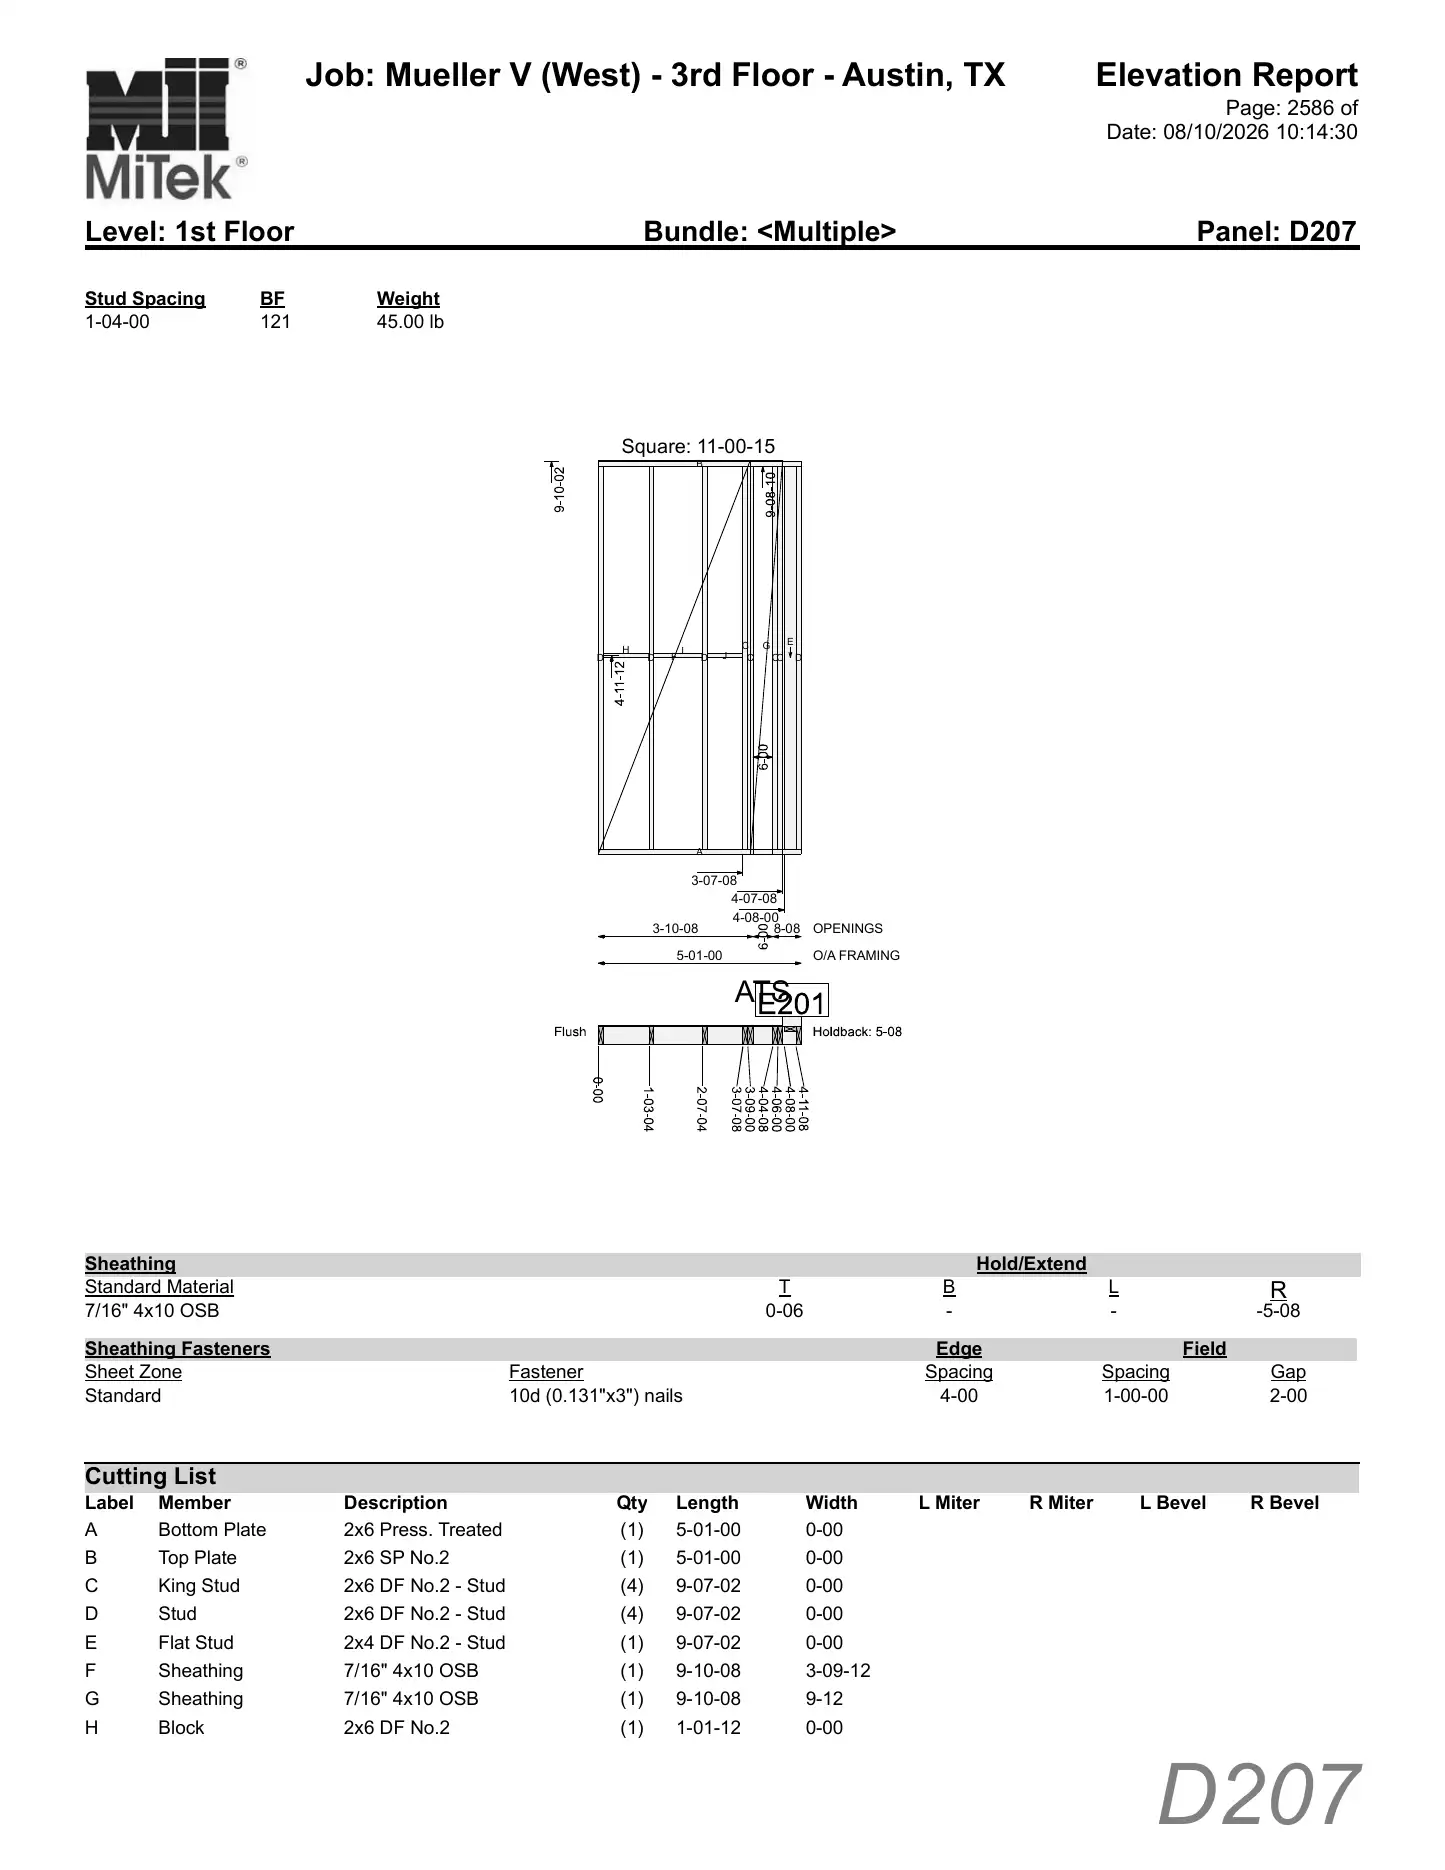 MiTek®
®
Job: Mueller V (West) - 3rd Floor - Austin, TX
Elevation Report
Page: 2586 of
Date: 08/10/2026 10:14:30
Level: 1st Floor Bundle: <Multiple> Panel: D207
Stud Spacing BF Weight
1-04-00 121 45.00 lb
Square: 11-00-15
B
9-10-02
9-08-10
H I J C G E
D D F D C CC D
4-11-12
6-00
A
3-07-08
4-07-08
4-08-00
3-10-08 6-00 8-08 OPENINGS
5-01-00 O/A FRAMING
ATS
E201
Flush Holdback: 5-08
0-00 1-03-04 2-07-04 3-07-08 3-09-00 4-04-08 4-06-00 4-08-00 4-11-08
Sheathing Hold/Extend
Standard Material T B L R
7/16" 4x10 OSB 0-06 - - -5-08
Sheathing Fasteners Edge Field
Sheet Zone Fastener Spacing Spacing Gap
Standard 10d (0.131"x3") nails 4-00 1-00-00 2-00
Cutting List
Label Member Description Qty Length Width L Miter R Miter L Bevel R Bevel
A Bottom Plate 2x6 Press. Treated (1) 5-01-00 0-00
B Top Plate 2x6 SP No.2 (1) 5-01-00 0-00
C King Stud 2x6 DF No.2 - Stud (4) 9-07-02 0-00
D Stud 2x6 DF No.2 - Stud (4) 9-07-02 0-00
E Flat Stud 2x4 DF No.2 - Stud (1) 9-07-02 0-00
F Sheathing 7/16" 4x10 OSB (1) 9-10-08 3-09-12
G Sheathing 7/16" 4x10 OSB (1) 9-10-08 9-12
H Block 2x6 DF No.2 (1) 1-01-12 0-00
D207